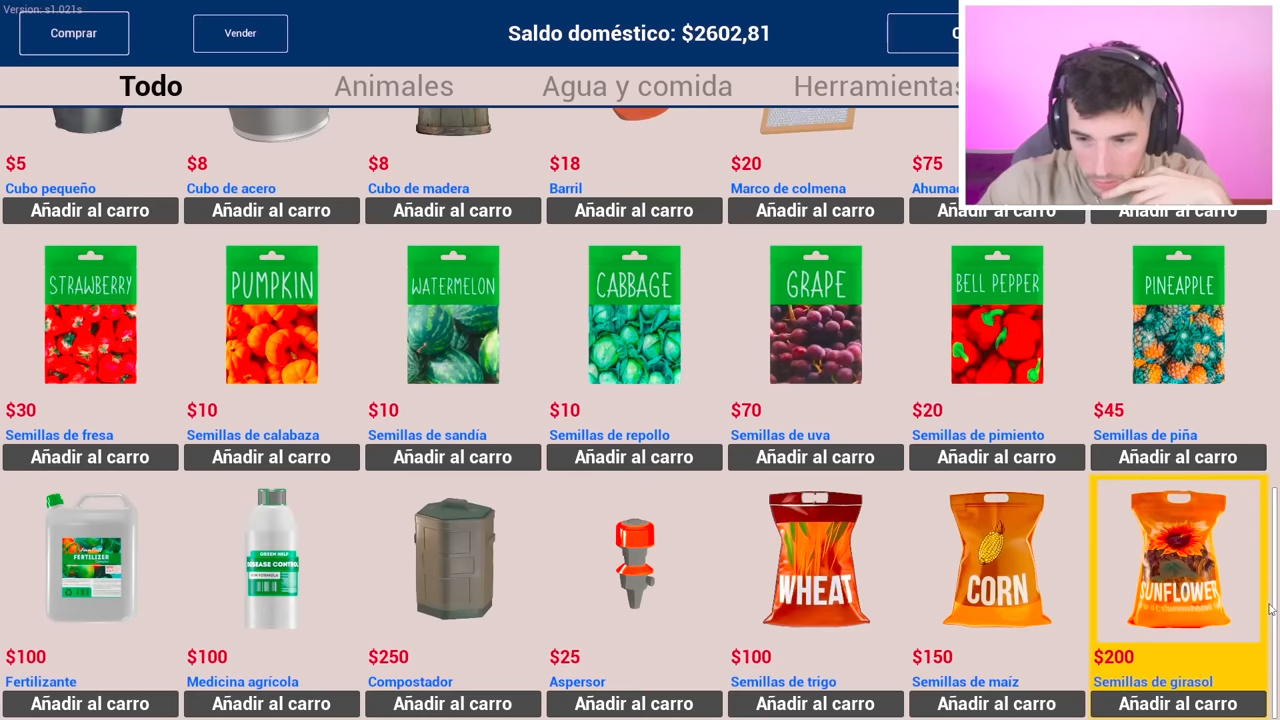 Version: s1.021s
Comprar
Vender
Saldo doméstico: $2602,81
Todo
Animales
Agua y comida
Herramientas
$5
$8
$8
$18
$20
$75
Cubo pequeño
Cubo de acero
Cubo de madera
Barril
Marco de colmena
Añadir al carro
Añadir al carro
Añadir al carro
Añadir al carro
Añadir al carro
Añadir al carro
Añadir al carro
STRAWBERRY
PUMPKIN
WATERMELON
CABBAGE
GRAPE
BELL PEPPER
PINEAPPLE
$30
$10
$10
$10
$70
$20
$45
Semillas de fresa
Semillas de calabaza
Semillas de sandía
Semillas de repollo
Semillas de uva
Semillas de pimiento
Semillas de piña
Añadir al carro
Añadir al carro
Añadir al carro
Añadir al carro
Añadir al carro
Añadir al carro
Añadir al carro
FERTILIZER
GREEN HELP
DISEASE CONTROL
WHEAT
CORN
SUNFLOWER
$100
$100
$250
$25
$100
$150
$200
Fertilizante
Medicina agrícola
Compostador
Aspersor
Semillas de trigo
Semillas de maíz
Semillas de girasol
Añadir al carro
Añadir al carro
Añadir al carro
Añadir al carro
Añadir al carro
Añadir al carro
Añadir al carro